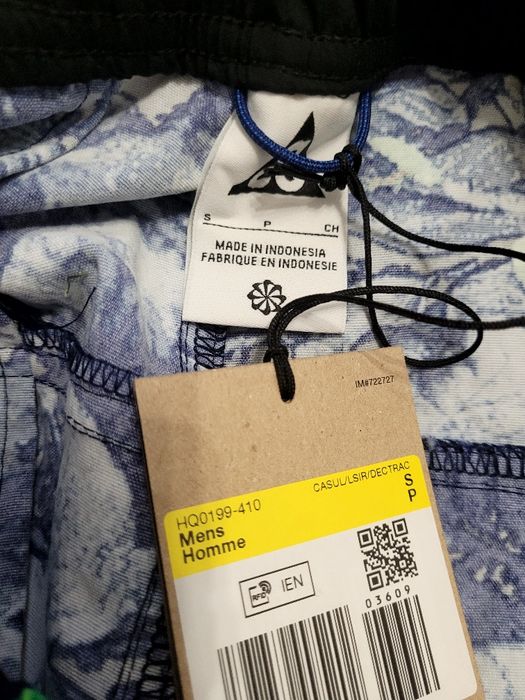 S P CH
MADE IN INDONESIA
FABRIQUE EN INDONESIE
IM#722727
CASUL/LSIR/DECTRAC
HQ0199-410
S
Mens
P
Homme
RFID
IEN
03609